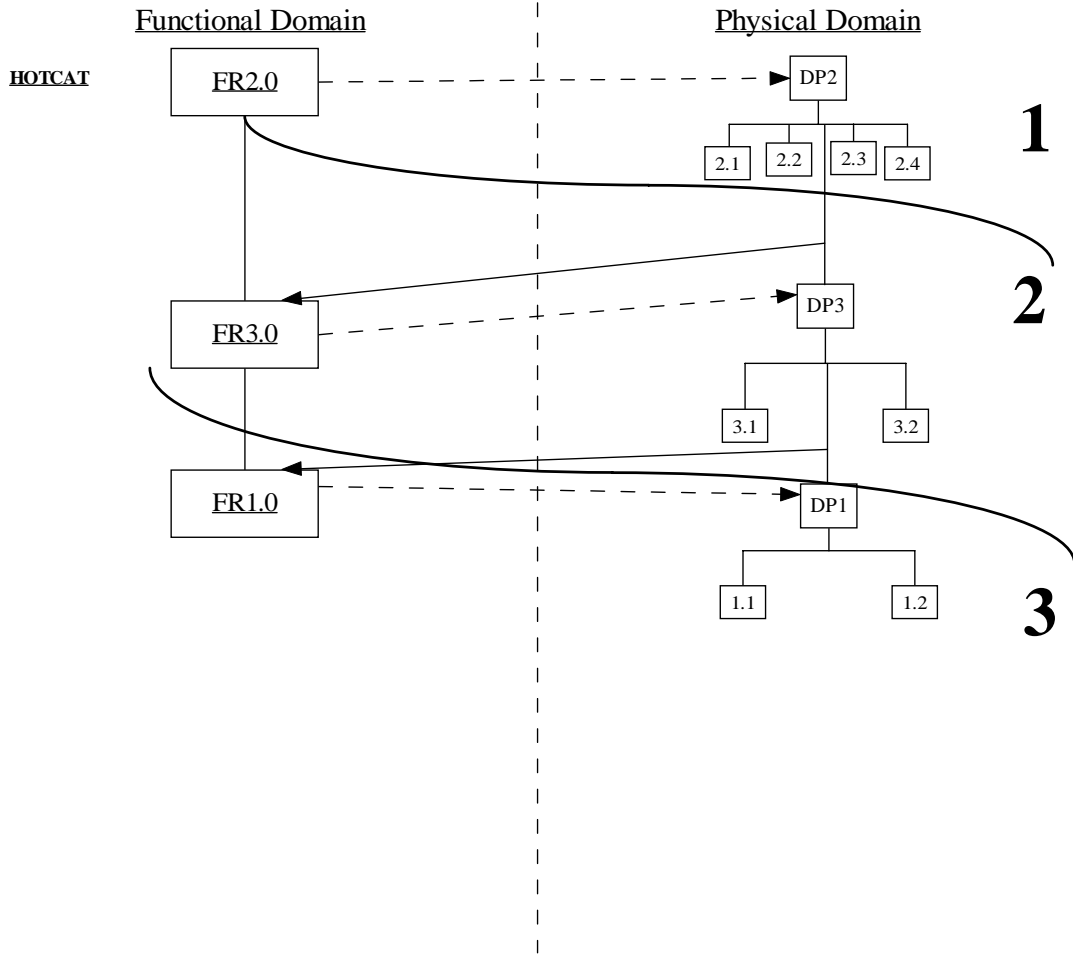 Functional Domain
Physical Domain
HOTCAT
FR2.0
DP2
1
2.1
2.2
2.3
2.4
2
FR3.0
DP3
3.1
3.2
FR1.0
DP1
1.1
1.2
3